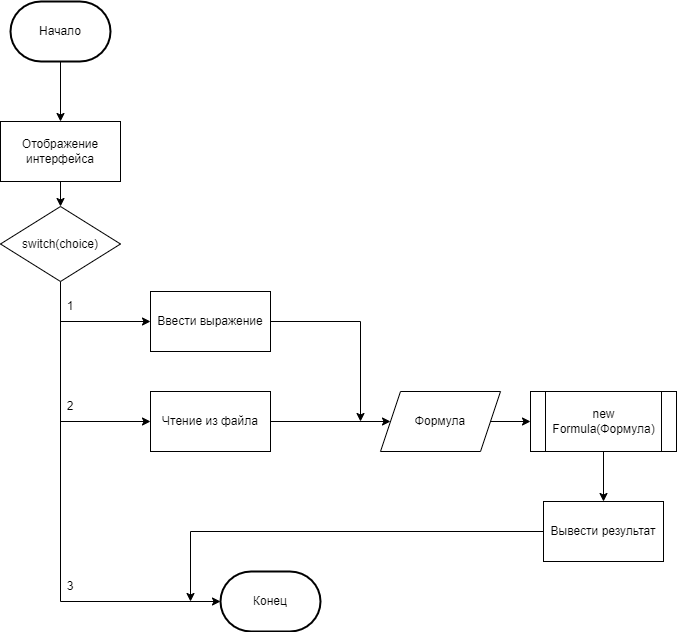 Начало
Отображение
интерфейса
switch(choice)
1
Ввести выражение
2
Чтение из файла
Формула
new
Formula(Формула)
Вывести результат
3
Конец